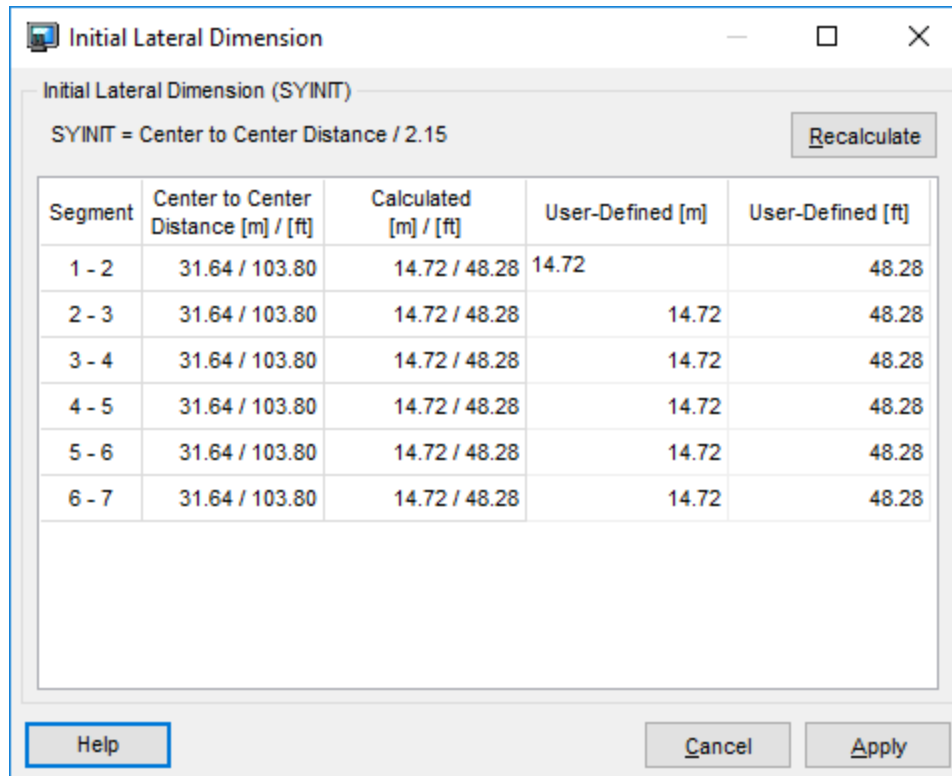 Initial Lateral Dimension
Initial Lateral Dimension (SYINIT)
SYINIT = Center to Center Distance / 2.15
Recalculate
Segment Center to Center Distance [m] / [ft] Calculated [m] / [ft] User-Defined [m] User-Defined [ft]
1 - 2 31.64 / 103.80 14.72 / 48.28 14.72 48.28
2 - 3 31.64 / 103.80 14.72 / 48.28 14.72 48.28
3 - 4 31.64 / 103.80 14.72 / 48.28 14.72 48.28
4 - 5 31.64 / 103.80 14.72 / 48.28 14.72 48.28
5 - 6 31.64 / 103.80 14.72 / 48.28 14.72 48.28
6 - 7 31.64 / 103.80 14.72 / 48.28 14.72 48.28
Help Cancel Apply